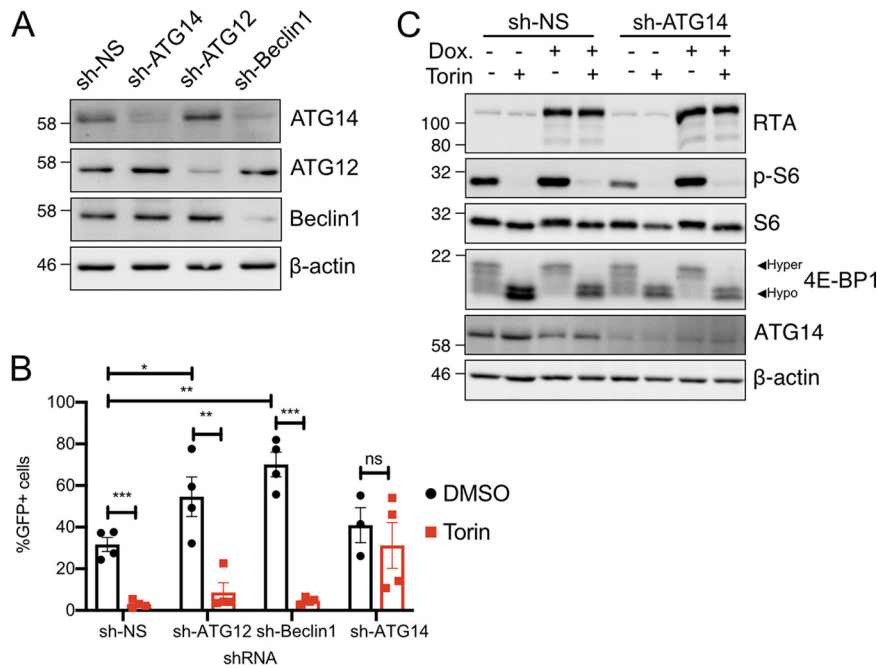 A
sh-NS
sh-ATG14
sh-ATG12
sh-Beclin1
58
ATG14
58
ATG12
58
Beclin1
46
β-actin
B
%GFP+ cells
100
80
60
40
20
0
*
**
***
**
***
ns
sh-NS
sh-ATG12
sh-Beclin1
sh-ATG14
shRNA
DMSO
Torin
C
sh-NS sh-ATG14
Dox. - - + + - - + +
Torin - + - + - + - +
100
80
RTA
32
p-S6
32
S6
22
Hyper
Hypo
4E-BP1
58
ATG14
46
β-actin